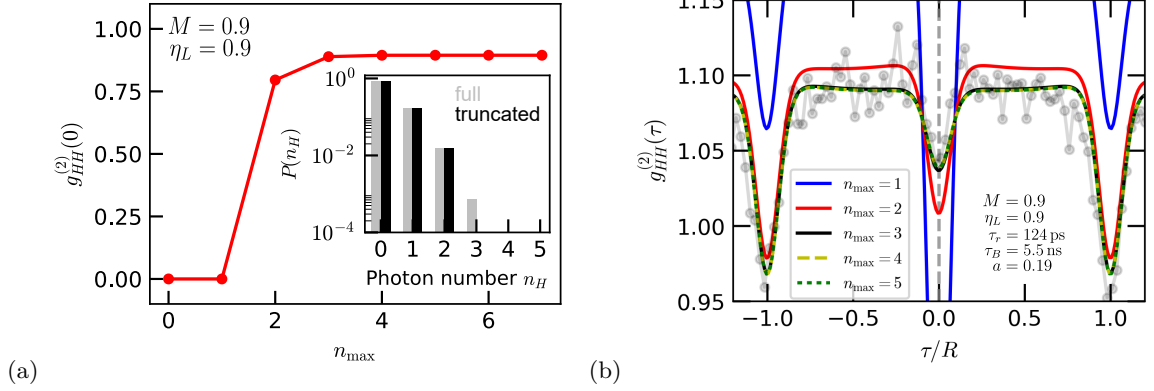 (a)
g_{HH}^{(2)}(0)
1.00
0.75
0.50
0.25
0.00
M = 0.9
η_L = 0.9
P(n_H)
10^0
10^{-2}
10^{-4}
full
truncated
0 1 2 3 4 5
Photon number n_H
0 2 4 6
n_max
(b)
g_{HH}^{(2)}(τ)
1.15
1.10
1.05
1.00
0.95
n_max = 1
n_max = 2
n_max = 3
n_max = 4
n_max = 5
M = 0.9
η_L = 0.9
τ_r = 124 ps
τ_B = 5.5 ns
a = 0.19
−1.0 −0.5 0.0 0.5 1.0
τ/R